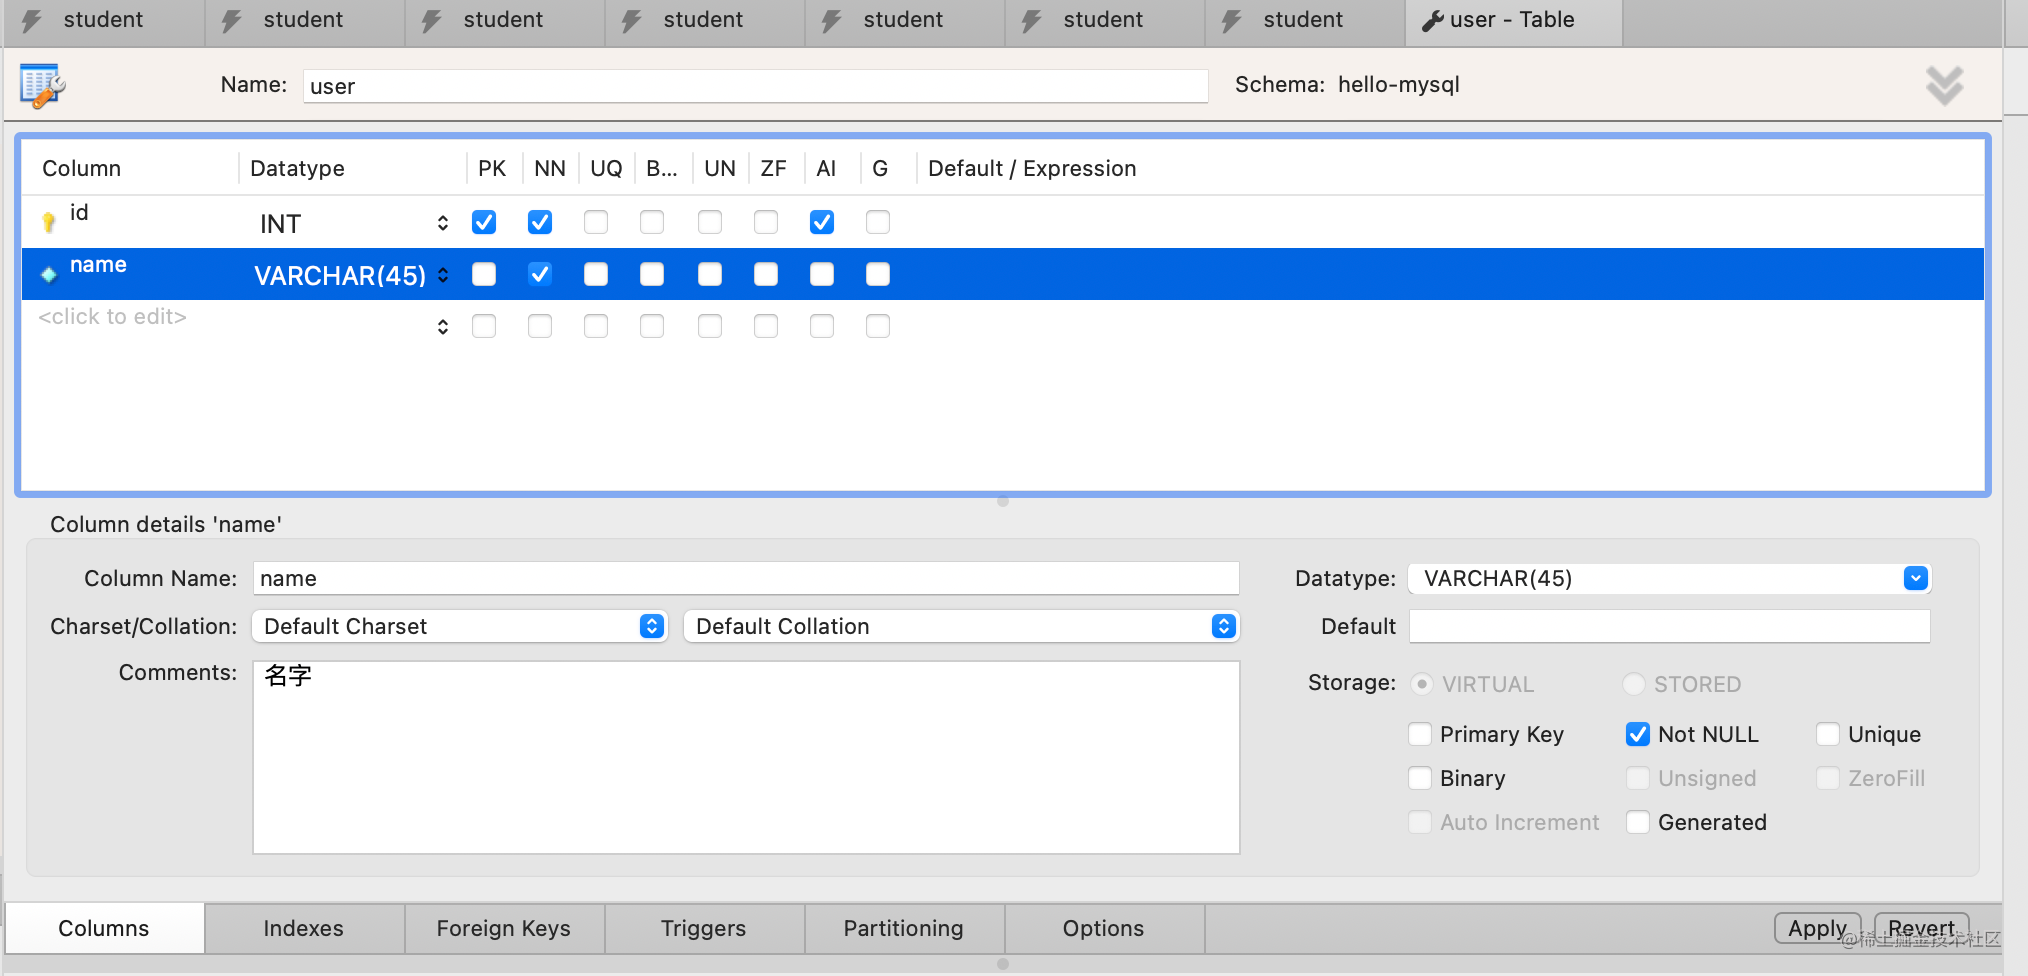 student student student student student student student user - Table
Name: user Schema: hello-mysql
Column Datatype PK NN UQ B... UN ZF AI G Default / Expression
id INT
name VARCHAR(45)
<click to edit>
Column details 'name'
Column Name: name Datatype: VARCHAR(45)
Charset/Collation: Default Charset Default Collation Default
Comments: 名字 Storage: VIRTUAL STORED
Primary Key Not NULL Unique
Binary Unsigned ZeroFill
Auto Increment Generated
Columns Indexes Foreign Keys Triggers Partitioning Options Apply Revert
@稀土掘金技术社区